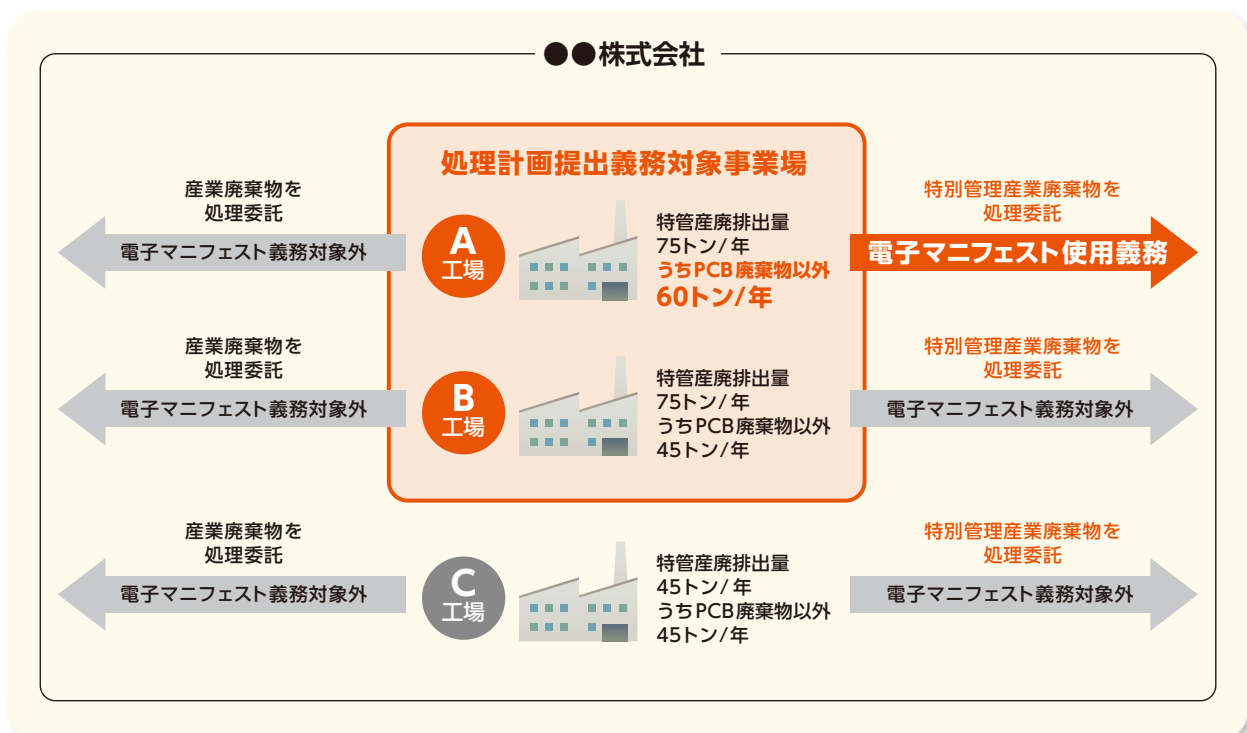 ●●株式会社
処理計画提出義務対象事業場
産業廃棄物を
処理委託
電子マニフェスト義務対象外
A
工場
特管産廃排出量
75トン/年
うちPCB廃棄物以外
60トン/年
特別管理産業廃棄物を
処理委託
電子マニフェスト使用義務
産業廃棄物を
処理委託
電子マニフェスト義務対象外
B
工場
特管産廃排出量
75トン/年
うちPCB廃棄物以外
45トン/年
特別管理産業廃棄物を
処理委託
電子マニフェスト義務対象外
産業廃棄物を
処理委託
電子マニフェスト義務対象外
C
工場
特管産廃排出量
45トン/年
うちPCB廃棄物以外
45トン/年
特別管理産業廃棄物を
処理委託
電子マニフェスト義務対象外